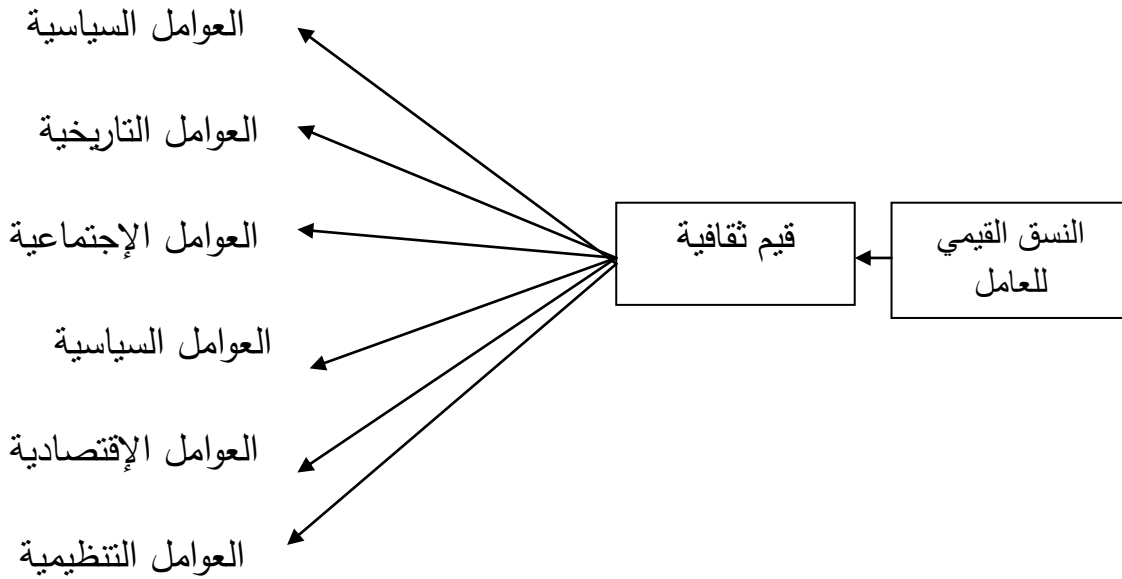 العوامل السياسية
العوامل التاريخية
العوامل الإجتماعية
العوامل السياسية
العوامل الإقتصادية
العوامل التنظيمية
قيم ثقافية
النسق القيمي
للعامل